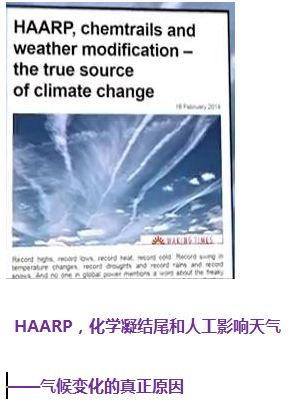 HAARP, chemtrails and
weather modification –
the true source
of climate change
18 February 2014
WAKING TIMES
Record highs, record lows, record heat, record cold. Record swing in
temperature changes, record droughts and record rains and record
snows. And no one in global power mentions a word about the freaky
HAARP，化学凝结尾和人工影响天气
——气候变化的真正原因